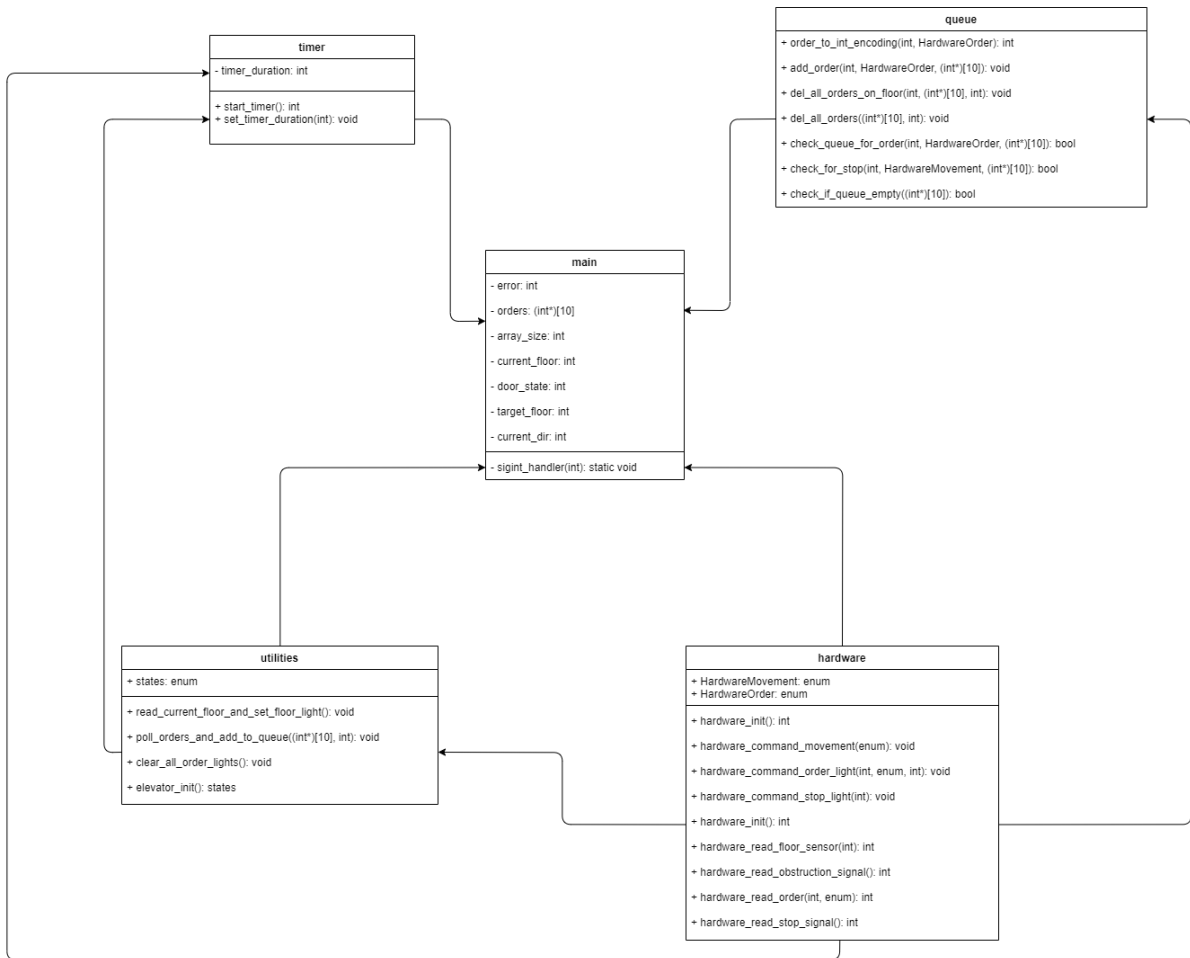 timer
- timer_duration: int
+ start_timer(): int
+ set_timer_duration(int): void
queue
+ order_to_int_encoding(int, HardwareOrder): int
+ add_order(int, HardwareOrder, (int*)[10]): void
+ del_all_orders_on_floor(int, (int*)[10], int): void
+ del_all_orders((int*)[10], int): void
+ check_queue_for_order(int, HardwareOrder, (int*)[10]): bool
+ check_for_stop(int, HardwareMovement, (int*)[10]): bool
+ check_if_queue_empty((int*)[10]): bool
main
- error: int
- orders: (int*)[10]
- array_size: int
- current_floor: int
- door_state: int
- target_floor: int
- current_dir: int
- sigint_handler(int): static void
utilities
+ states: enum
+ read_current_floor_and_set_floor_light(): void
+ poll_orders_and_add_to_queue((int*)[10], int): void
+ clear_all_order_lights(): void
+ elevator_init(): states
hardware
+ HardwareMovement: enum
+ HardwareOrder: enum
+ hardware_init(): int
+ hardware_command_movement(enum): void
+ hardware_command_order_light(int, enum, int): void
+ hardware_command_stop_light(int): void
+ hardware_init(): int
+ hardware_read_floor_sensor(int): int
+ hardware_read_obstruction_signal(): int
+ hardware_read_order(int, enum): int
+ hardware_read_stop_signal(): int